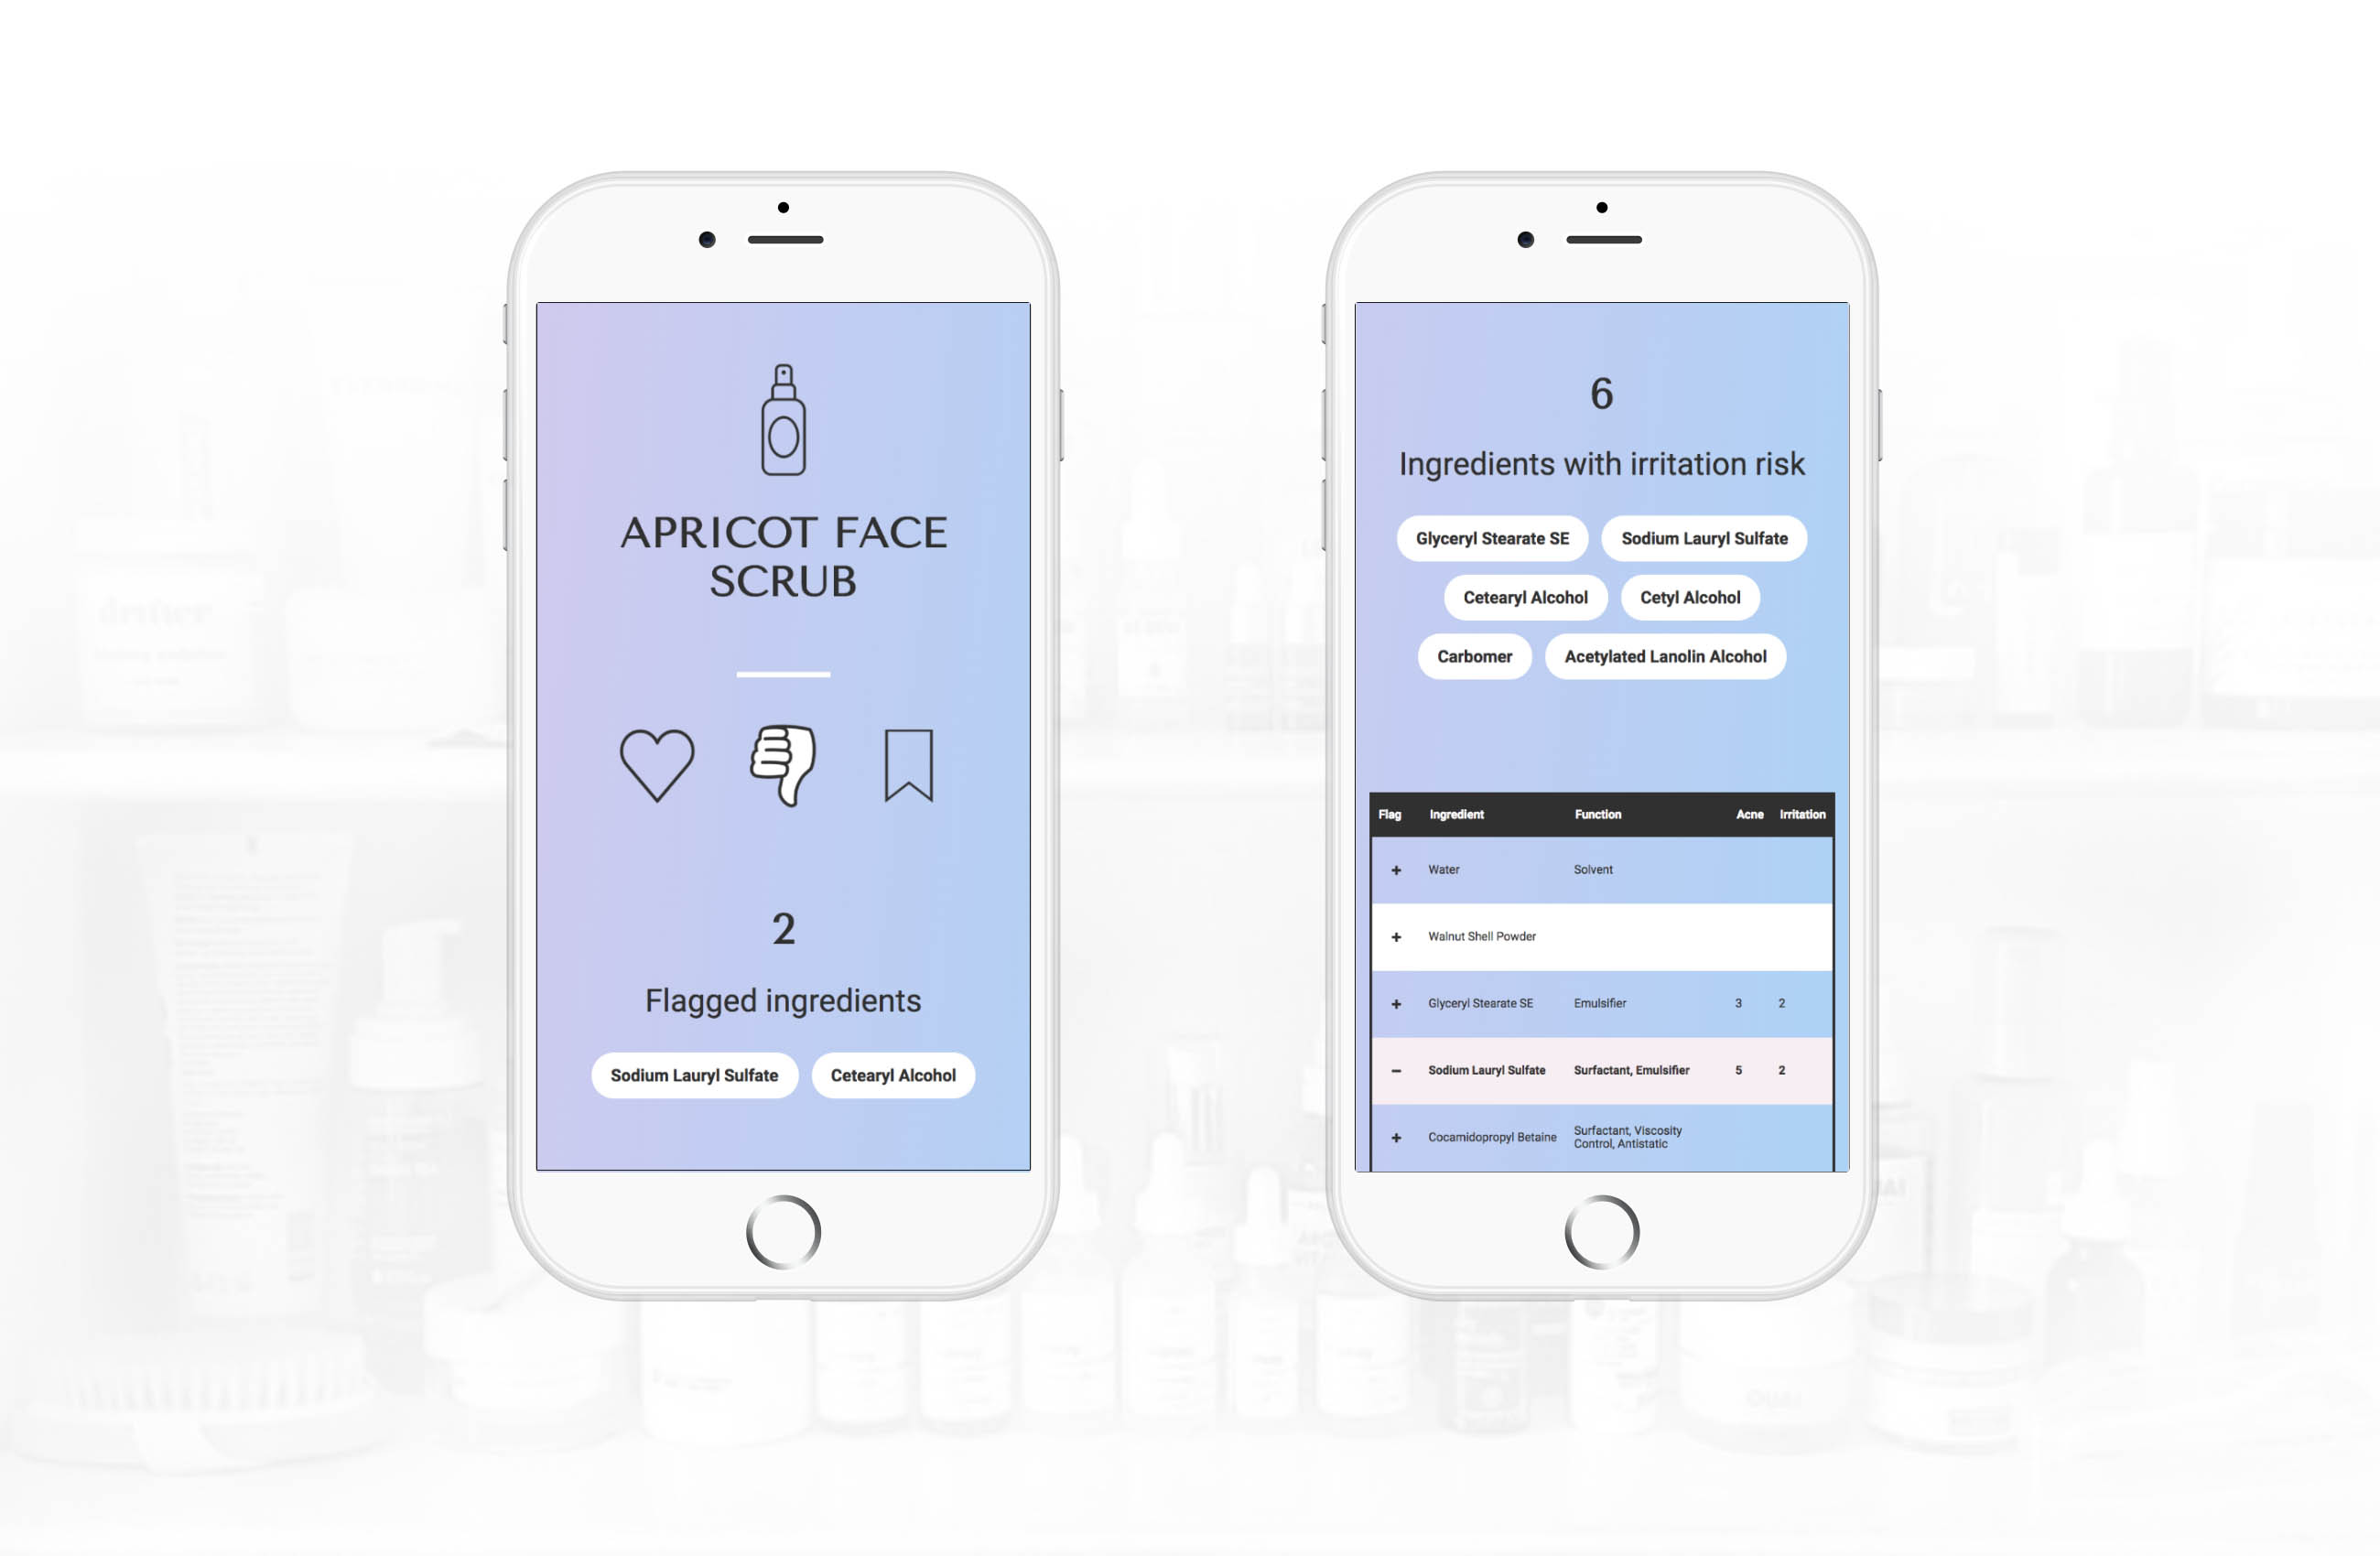 APRICOT FACE
SCRUB
2
Flagged ingredients
Sodium Lauryl Sulfate
Cetearyl Alcohol
6
Ingredients with irritation risk
Glyceryl Stearate SE
Sodium Lauryl Sulfate
Cetearyl Alcohol
Cetyl Alcohol
Carbomer
Acetylated Lanolin Alcohol
Flag Ingredient Function Acne Irritation
+ Water Solvent
+ Walnut Shell Powder
+ Glyceryl Stearate SE Emulsifier 3 2
− Sodium Lauryl Sulfate Surfactant, Emulsifier 5 2
+ Cocamidopropyl Betaine Surfactant, Viscosity
Control, Antistatic